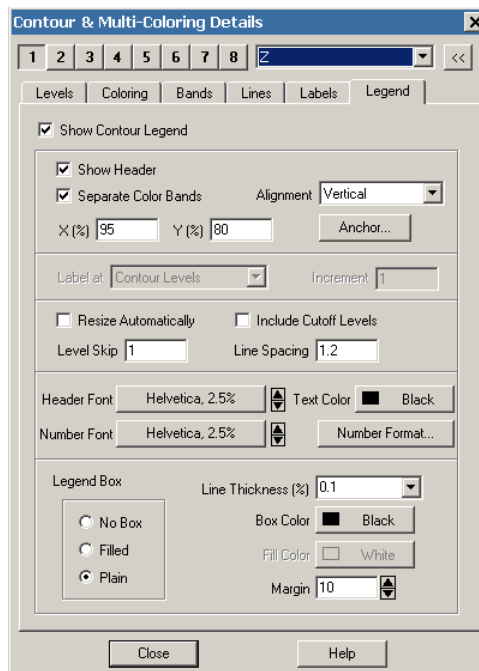 Contour & Multi-Coloring Details
1 2 3 4 5 6 7 8 Z <<
Levels Coloring Bands Lines Labels Legend
Show Contour Legend
Show Header
Separate Color Bands Alignment Vertical
X (%) 95 Y (%) 80 Anchor...
Label at Contour Levels Increment 1
Resize Automatically Include Cutoff Levels
Level Skip 1 Line Spacing 1.2
Header Font Helvetica, 2.5% Text Color Black
Number Font Helvetica, 2.5% Number Format...
Legend Box Line Thickness (%) 0.1
No Box Box Color Black
Filled Fill Color White
Plain Margin 10
Close Help